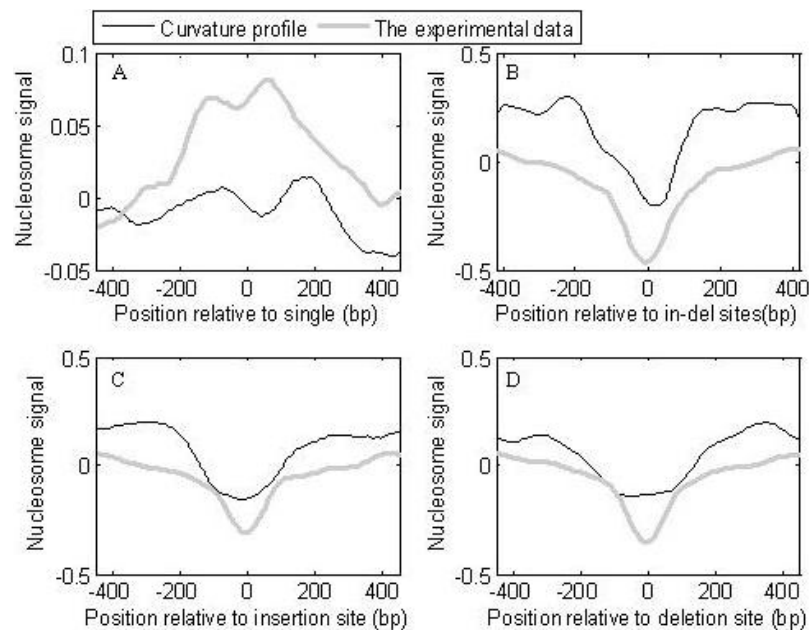 Curvature profile The experimental data
A
Nucleosome signal
0.1
0.05
0
-0.05
-400 -200 0 200 400
Position relative to single (bp)
B
Nucleosome signal
0.5
0
-0.5
-400 -200 0 200 400
Position relative to in-del sites(bp)
C
Nucleosome signal
0.5
0
-0.5
-400 -200 0 200 400
Position relative to insertion site (bp)
D
Nucleosome signal
0.5
0
-0.5
-400 -200 0 200 400
Position relative to deletion site (bp)